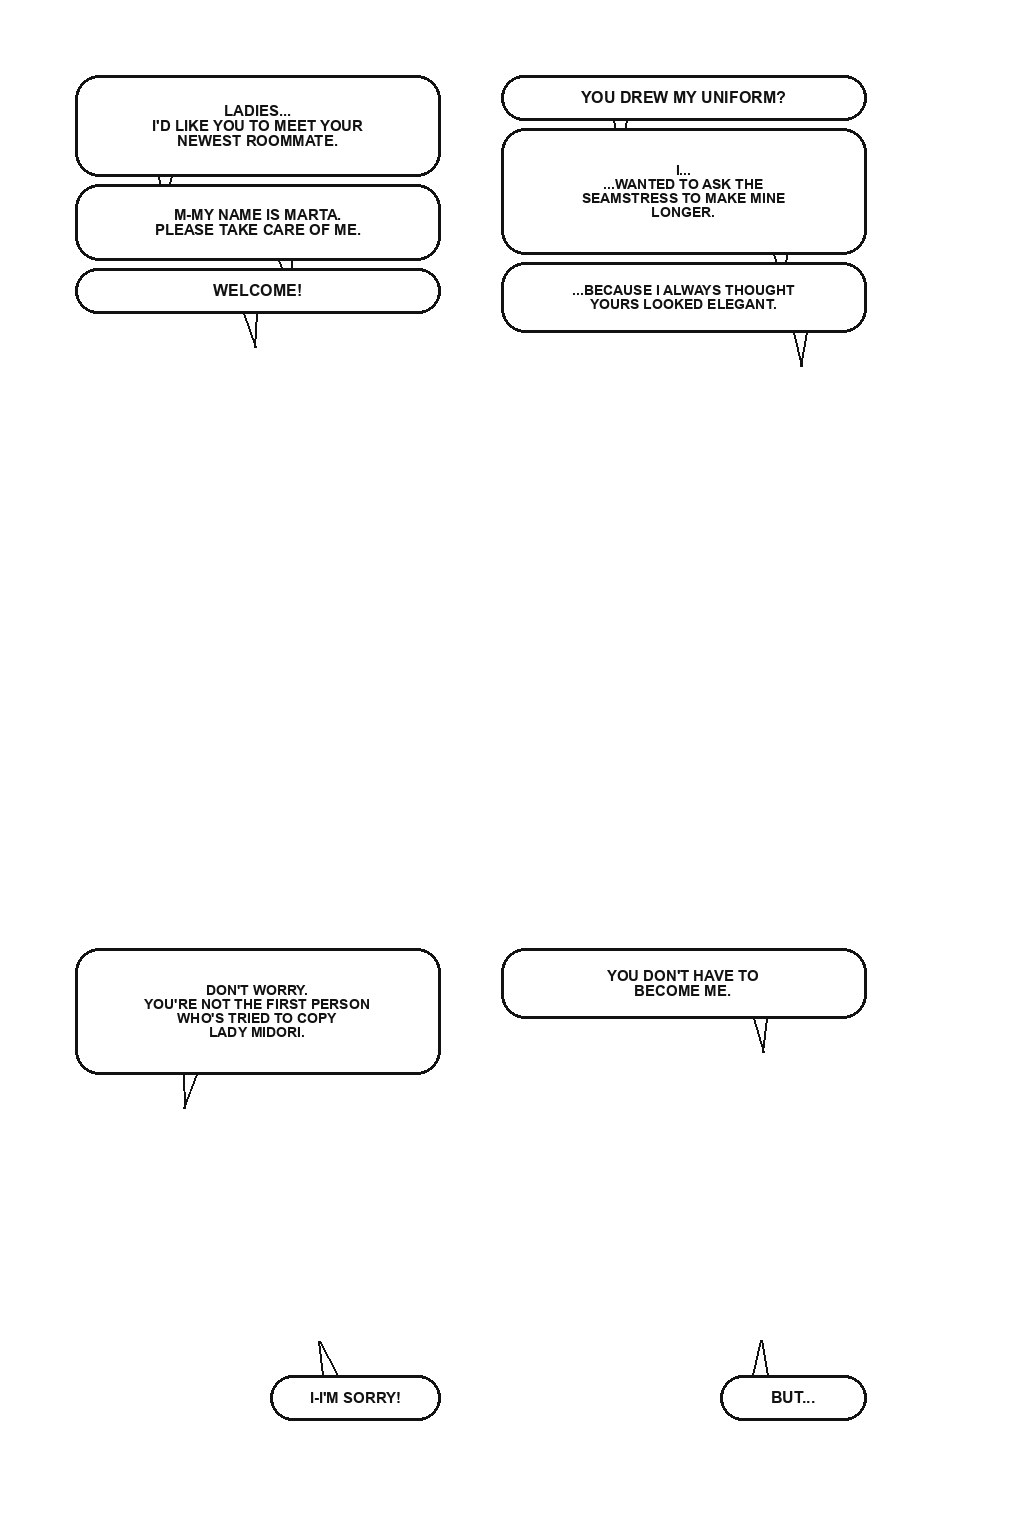 LADIES...
I'D LIKE YOU TO MEET YOUR
NEWEST ROOMMATE.
M-MY NAME IS MARTA.
PLEASE TAKE CARE OF ME.
WELCOME!
YOU DREW MY UNIFORM?
I...
...WANTED TO ASK THE
SEAMSTRESS TO MAKE MINE
LONGER.
...BECAUSE I ALWAYS THOUGHT
YOURS LOOKED ELEGANT.
DON'T WORRY.
YOU'RE NOT THE FIRST PERSON
WHO'S TRIED TO COPY
LADY MIDORI.
I-I'M SORRY!
YOU DON'T HAVE TO
BECOME ME.
BUT...